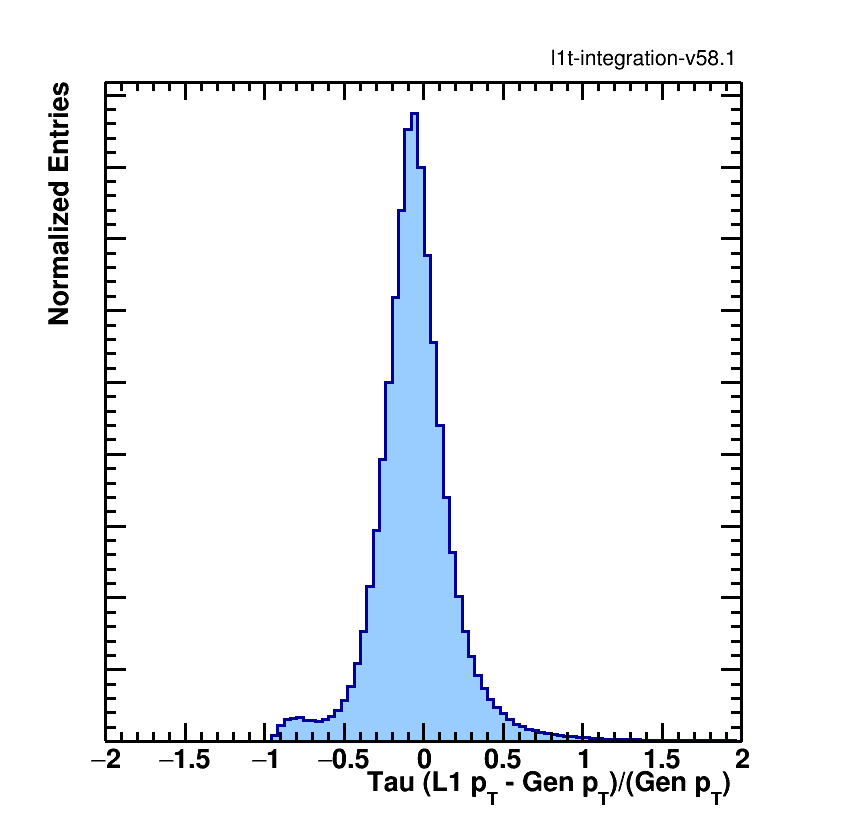 l1t-integration-v58.1
Normalized Entries
−2 −1.5 −1 −0.5 0 0.5 1 1.5 2
Tau (L1 pT - Gen pT)/(Gen pT)